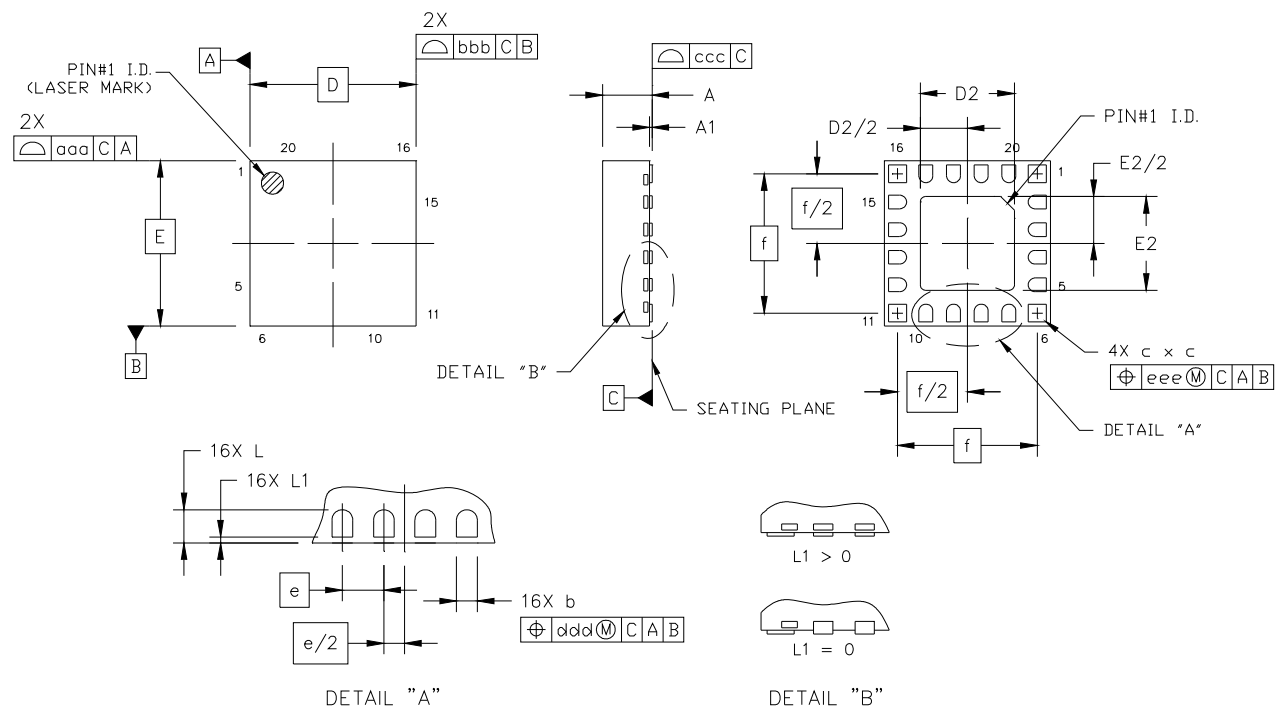 2X
bbb C B
A
D
PIN#1 I.D.
(LASER MARK)
2X
aaa C A
20
16
1
15
E
5
11
6
10
B
ccc C
A
A1
DETAIL "B"
C
SEATING PLANE
D2
D2/2
PIN#1 I.D.
16
20
1
E2/2
15
f/2
f
E2
5
11
10
6
4X c x c
⌖ eee Ⓜ C A B
f/2
f
DETAIL "A"
16X L
16X L1
e
16X b
⌖ ddd Ⓜ C A B
e/2
DETAIL "A"
L1 > 0
L1 = 0
DETAIL "B"